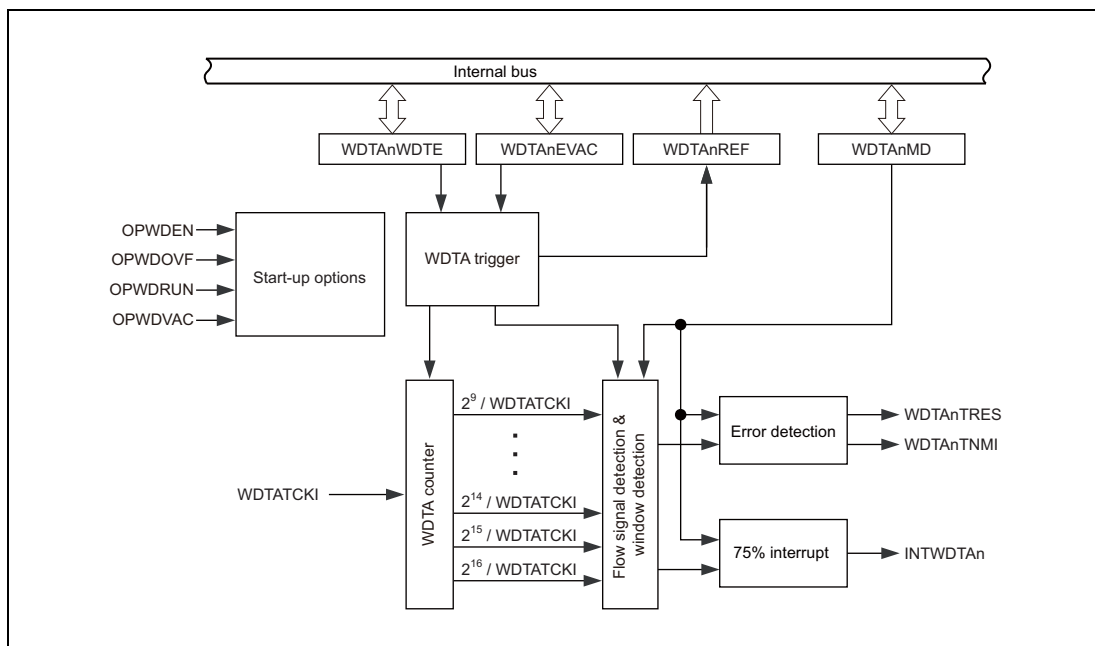 Internal bus
WDTAnWDTE
WDTAnEVAC
WDTAnREF
WDTAnMD
OPWDEN
OPWDOVF
OPWDRUN
OPWDVAC
Start-up options
WDTA trigger
WDTATCKI
WDTA counter
2⁹ / WDTATCKI
2¹⁴ / WDTATCKI
2¹⁵ / WDTATCKI
2¹⁶ / WDTATCKI
Flow signal detection &
window detection
Error detection
WDTAnTRES
WDTAnTNMI
75% interrupt
INTWDTAn